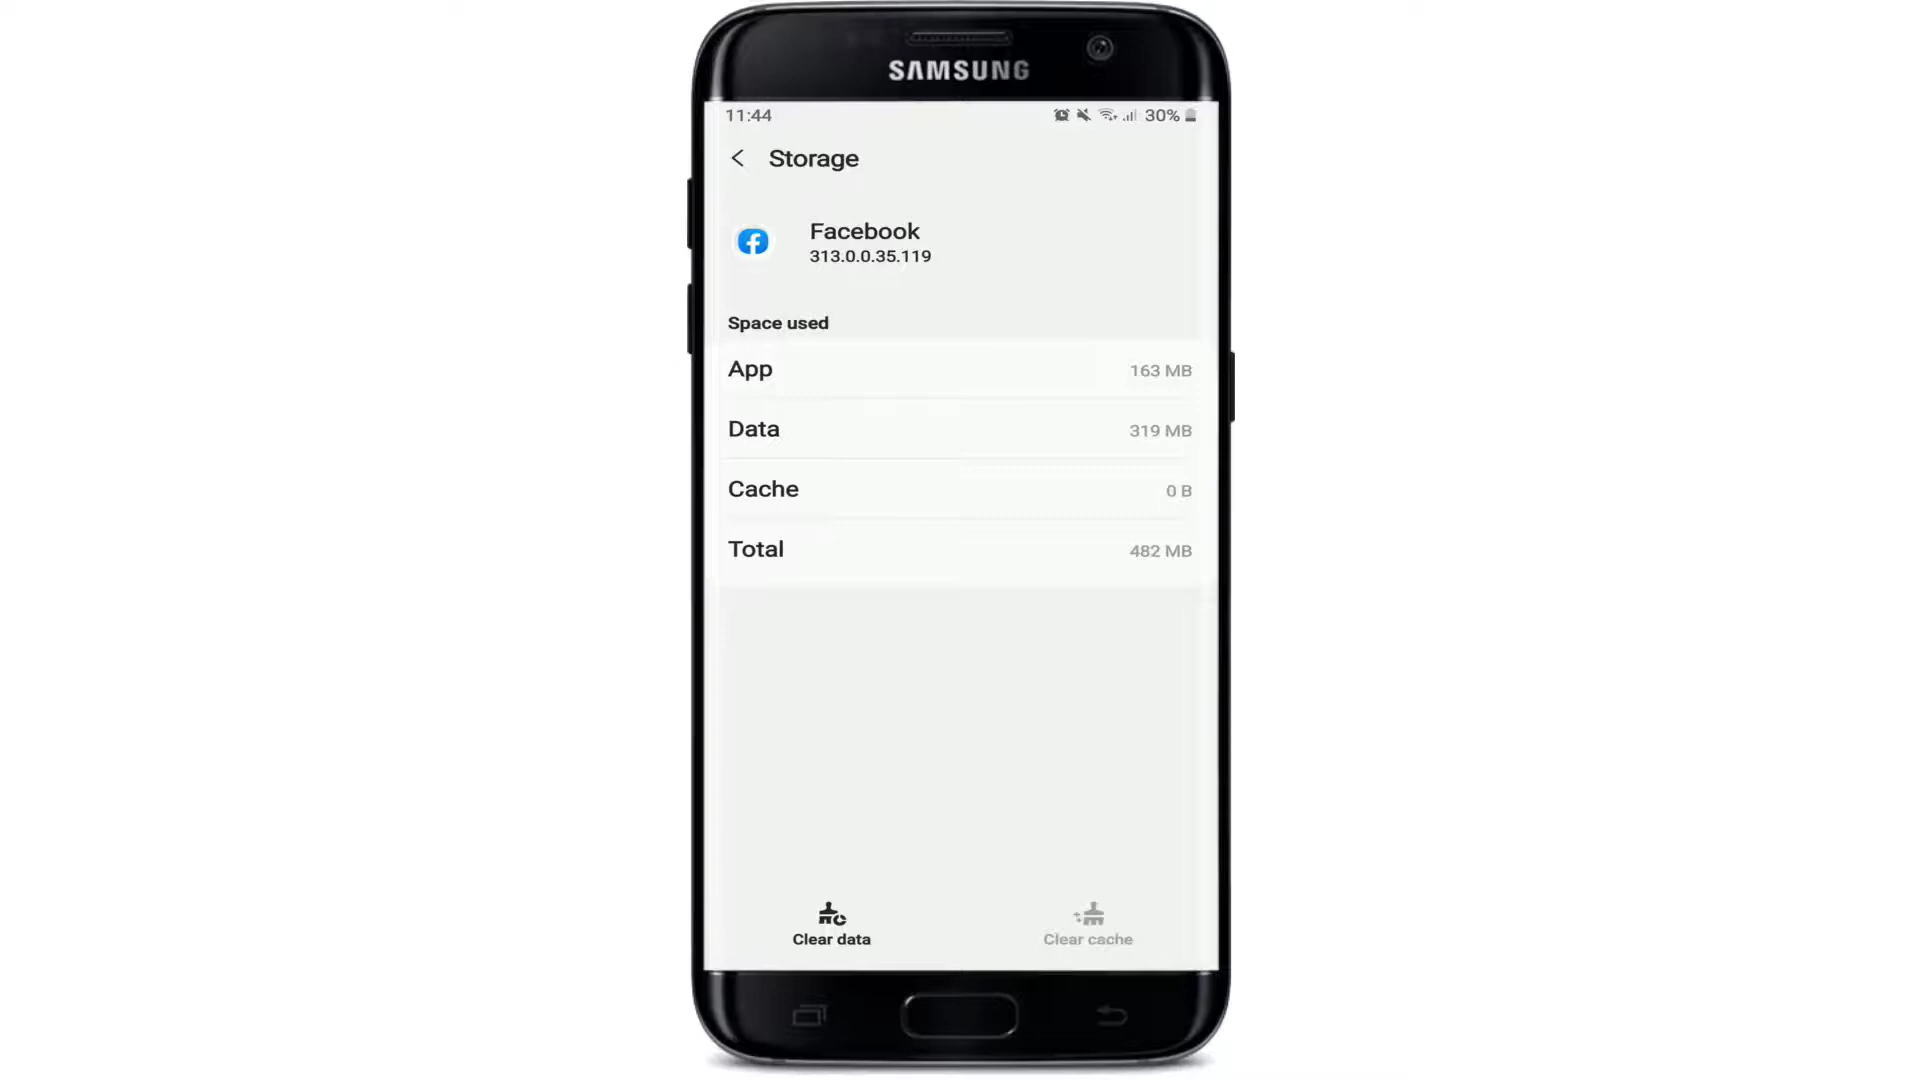 SAMSUNG
11:44
30%
Storage
Facebook
313.0.0.35.119
Space used
App
163 MB
Data
319 MB
Cache
0 B
Total
482 MB
Clear data
Clear cache